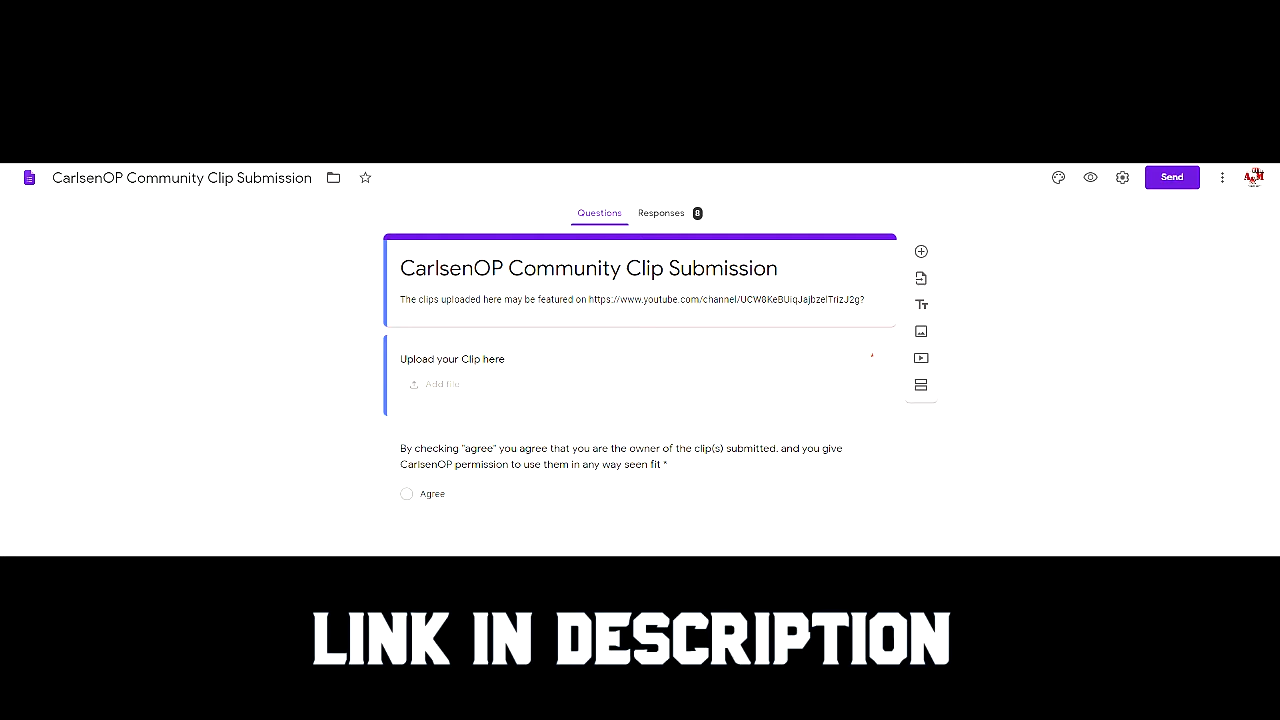 CarlsenOP Community Clip Submission
Send
Questions Responses 8
CarlsenOP Community Clip Submission
The clips uploaded here may be featured on https://www.youtube.com/channel/UCW8KeBUiqJajbzelTrizJ2g?
Upload your Clip here
Add file
By checking "agree" you agree that you are the owner of the clip(s) submitted, and you give
CarlsenOP permission to use them in any way seen fit *
Agree
LINK IN DESCRIPTION